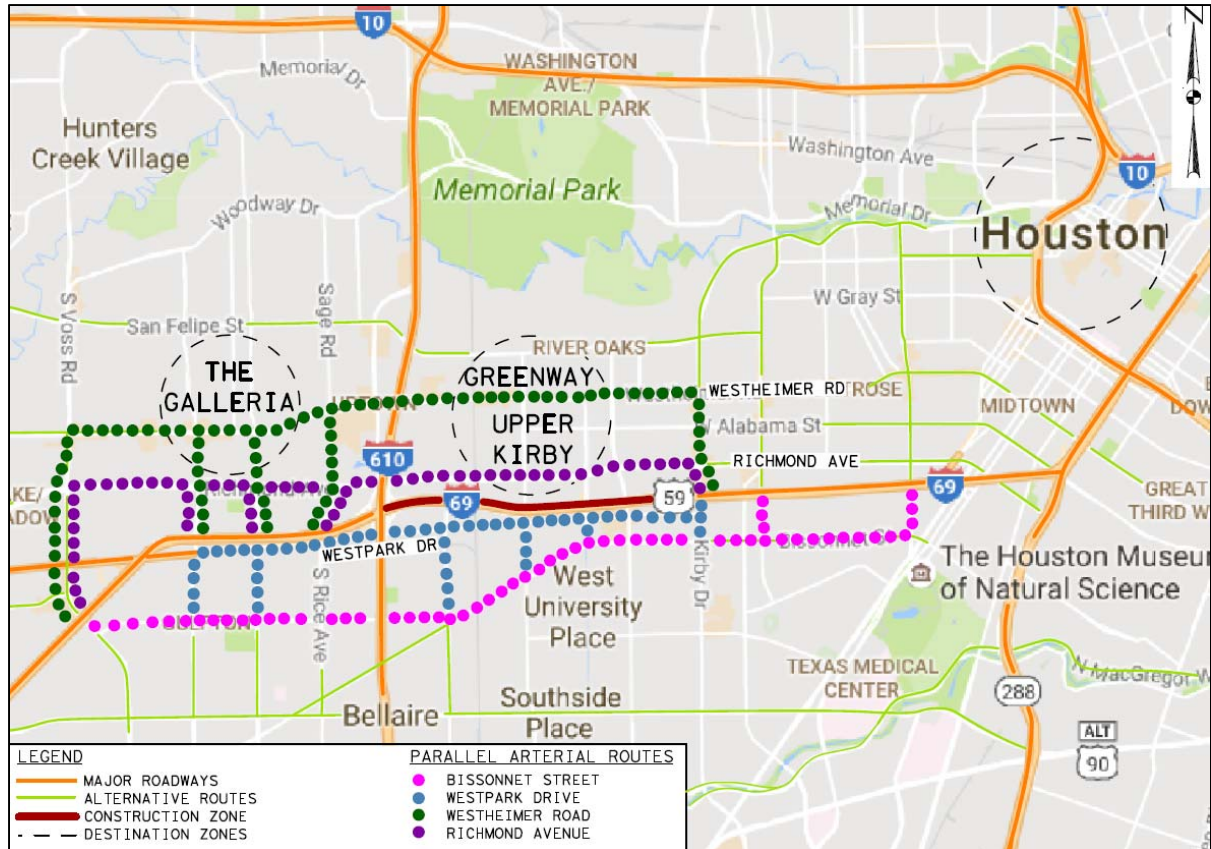 10
N
Memorial Dr
WASHINGTON
AVE./
MEMORIAL PARK
Hunters
Creek Village
Washington Ave
10
Woodway Dr
Memorial Park
Memorial Dr
Houston
S Voss Rd
Sage Rd
W Gray St
San Felipe St
RIVER OAKS
THE
GALLERIA
GREENWAY
WESTHEIMER RD
TROSE
UPPER
KIRBY
MIDTOWN
W Alabama St
610
RICHMOND AVE
69
59
69
GREAT
THIRD W
WESTPARK DR
Kirby Dr
S Rice Ave
West
University
Place
The Houston Museum
of Natural Science
TEXAS MEDICAL
CENTER
N MacGregor W
Southside
Place
288
Bellaire
ALT
90
LEGEND
MAJOR ROADWAYS
ALTERNATIVE ROUTES
CONSTRUCTION ZONE
DESTINATION ZONES
PARALLEL ARTERIAL ROUTES
BISSONNET STREET
WESTPARK DRIVE
WESTHEIMER ROAD
RICHMOND AVENUE